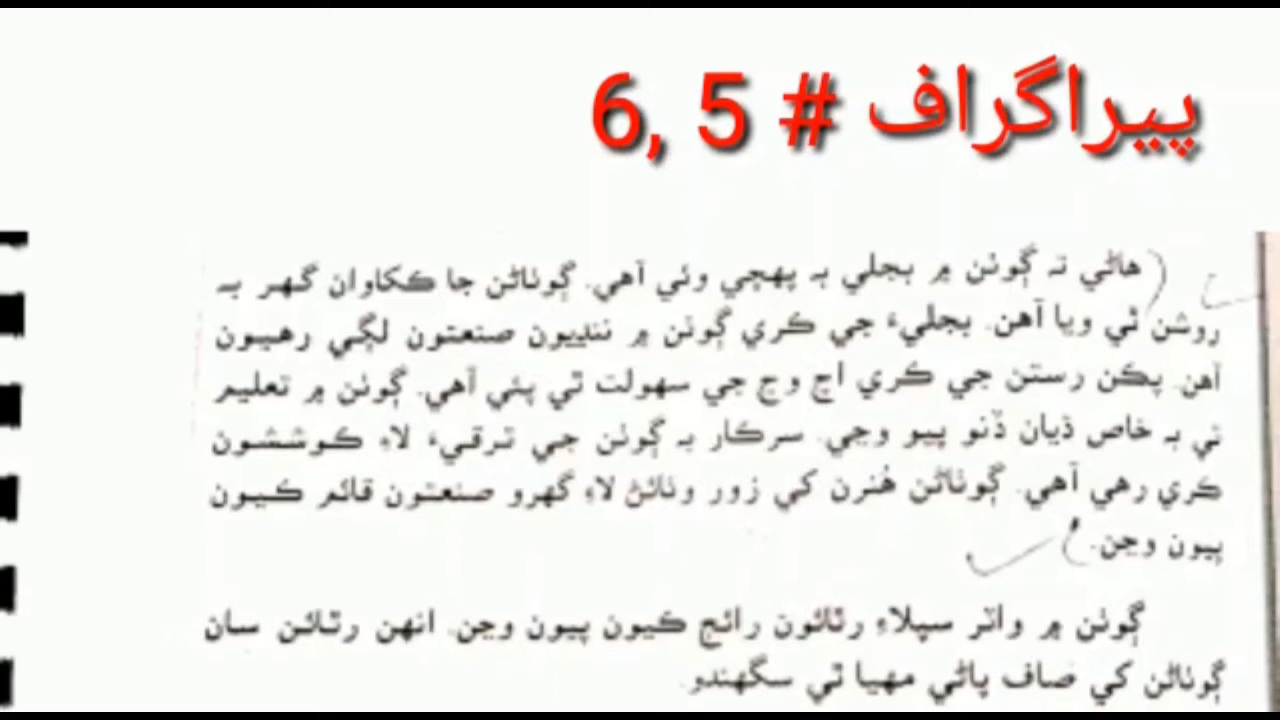 پيراگراف # 5 ,6
هاڻي ته ڳوٺن ۾ بجلي به پهچي وئي آهي. ڳوٺاڻن جا ڪکاوان گهر به
روشن ٿي ويا آهن. بجليءَ جي ڪري ڳوٺن ۾ ننڍيون صنعتون لڳي رهيون
آهن. پڪن رستن جي ڪري اچ وڃ جي سهولت ٿي پئي آهي. ڳوٺن ۾ تعليم
تي به خاص ڌيان ڏنو پيو وڃي. سرڪار به ڳوٺن جي ترقيءَ لاءِ ڪوششون
ڪري رهي آهي. ڳوٺاڻن هُنرن کي زور وٺائڻ لاءِ گهرو صنعتون قائم ڪيون
پيون وڃن.
ڳوٺن ۾ واٽر سپلاءِ رٿائون رائج ڪيون پيون وڃن. انهن رٿائن سان
ڳوٺاڻن کي صاف پاڻي مهيا ٿي سگهندو.